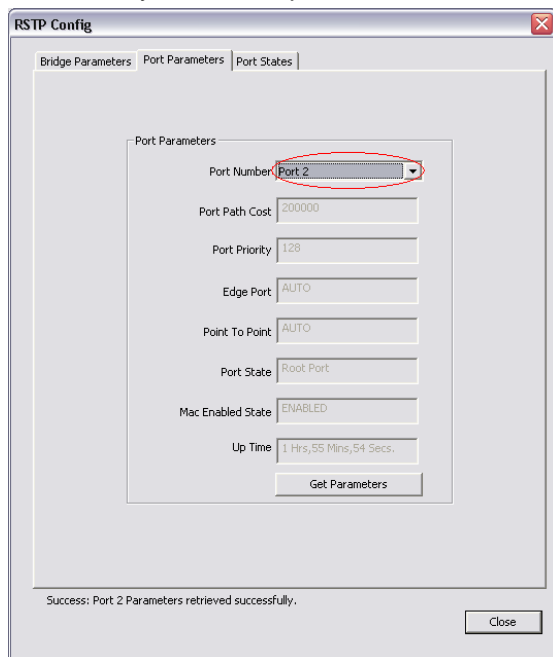 RSTP Config
Bridge Parameters Port Parameters Port States
Port Parameters
Port Number Port 2
Port Path Cost 200000
Port Priority 128
Edge Port AUTO
Point To Point AUTO
Port State Root Port
Mac Enabled State ENABLED
Up Time 1 Hrs,55 Mins,54 Secs.
Get Parameters
Success: Port 2 Parameters retrieved successfully.
Close